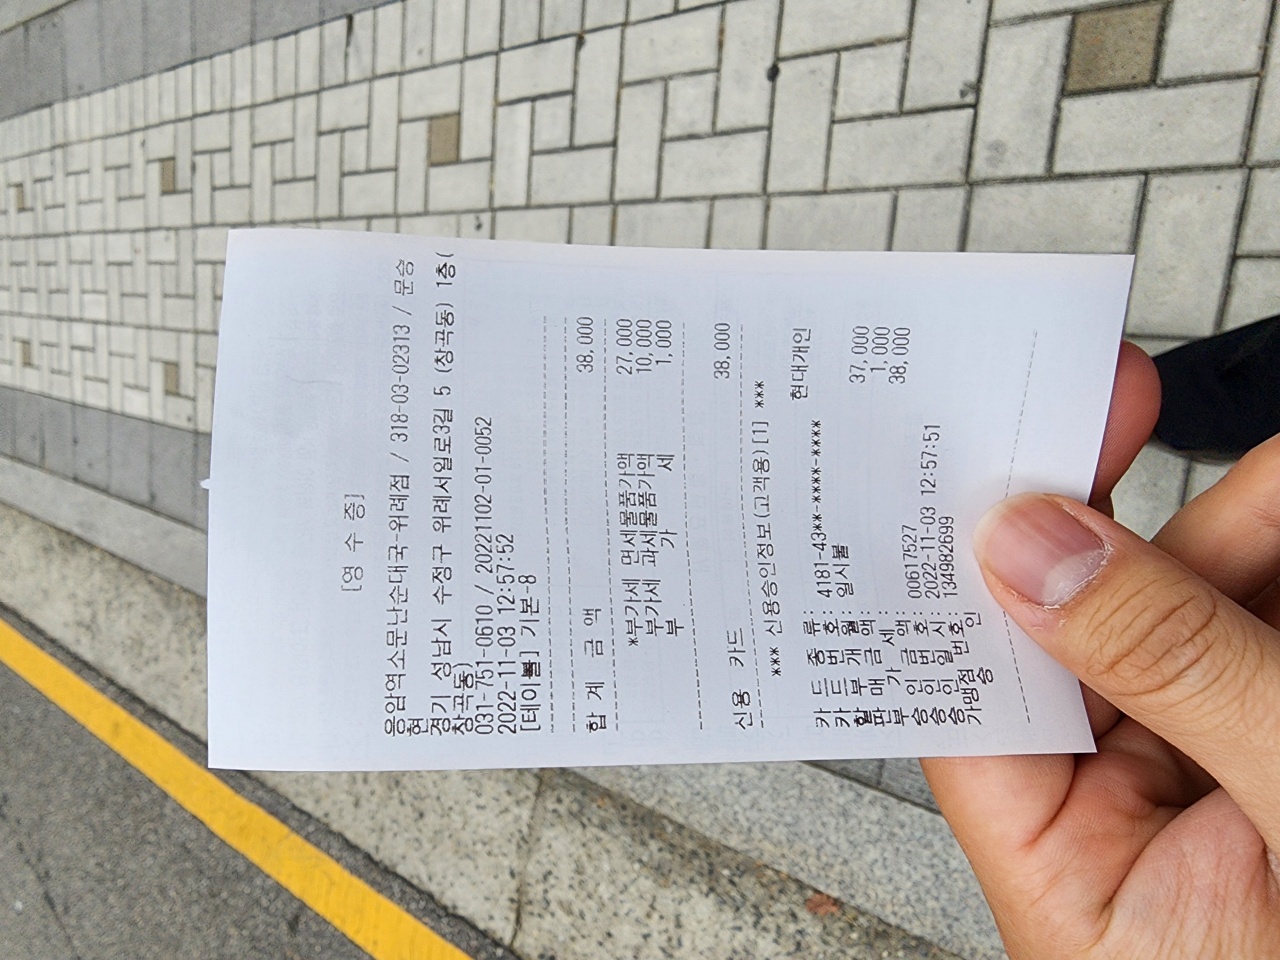 [영 수 증]
응암역소문난순대국-위례점 / 318-03-02313 / 문승
현
경기 성남시 수정구 위례서일로3길 5 (창곡동) 1층(
창곡동)
031-751-0610 / 20221102-01-0052
2022-11-03 12:57:52
[테이블] 기본-8
합 계 금 액 38,000
*부가세 면세물품가액 27,000
부가세 과세물품가액 10,000
부 가 세 1,000
신용 카드 38,000
*** 신용승인정보(고객용)[1] ***
카 드 종 류: 현대개인
카 드 번 호: 4181-43**-****-****
할 부 개 월: 일시불
판 매 금 액: 37,000
부 가 세: 1,000
승 인 금 액: 38,000
승 인 번 호: 00617527
승 인 일 시: 2022-11-03 12:57:51
가 맹 점 번 호: 134982699
승 인